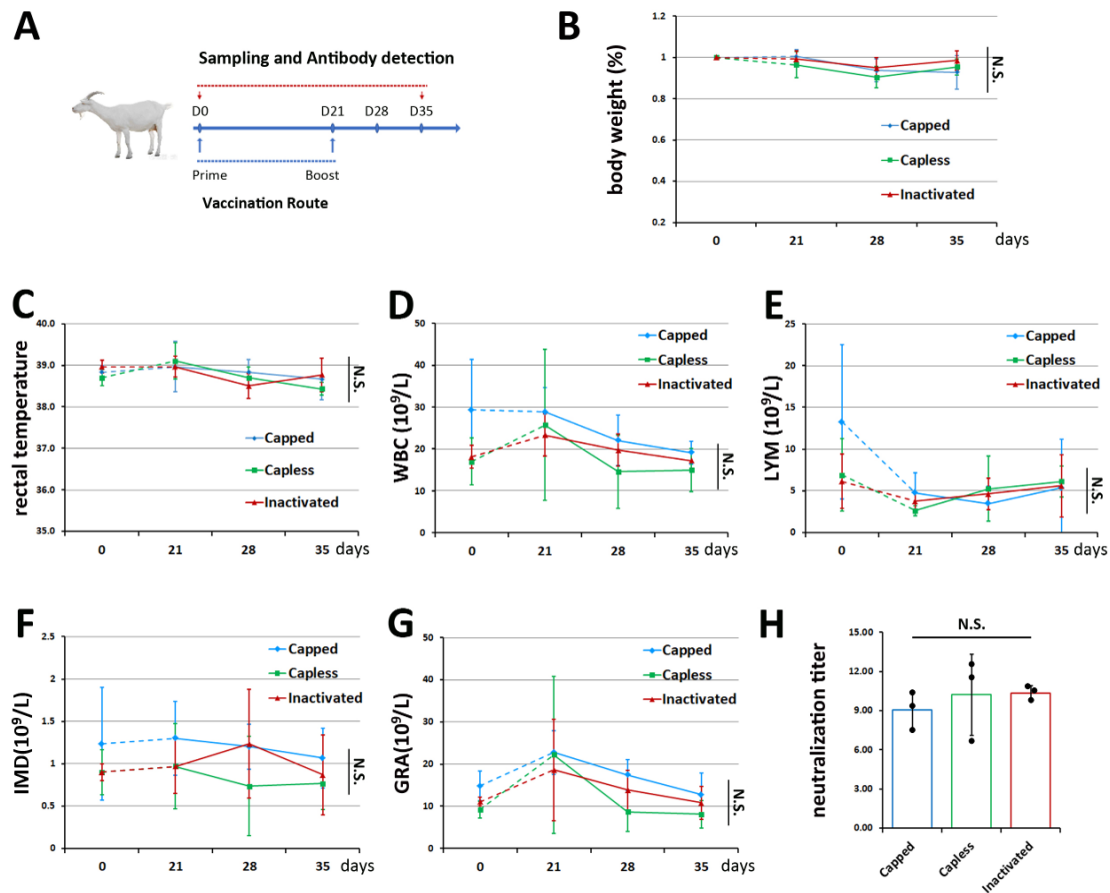 A
Sampling and Antibody detection
D0 D21 D28 D35
Prime Boost
Vaccination Route
B
body weight (%)
1.2
1
0.8
0.6
0.4
0.2
0 21 28 35 days
Capped
Capless
Inactivated
N.S.
C
rectal temperature
40.0
39.0
38.0
37.0
36.0
35.0
0 21 28 35 days
Capped
Capless
Inactivated
N.S.
D
WBC (10⁹/L)
50
40
30
20
10
0
0 21 28 35 days
Capped
Capless
Inactivated
N.S.
E
LYM (10⁹/L)
25
20
15
10
5
0
0 21 28 35 days
Capped
Capless
Inactivated
N.S.
F
IMD(10⁹/L)
2.5
2
1.5
1
0.5
0
0 21 28 35 days
Capped
Capless
Inactivated
N.S.
G
GRA(10⁹/L)
50
40
30
20
10
0
0 21 28 35 days
Capped
Capless
Inactivated
N.S.
H
neutralization titer
15.00
12.00
9.00
6.00
3.00
0.00
N.S.
Capped
Capless
Inactivated